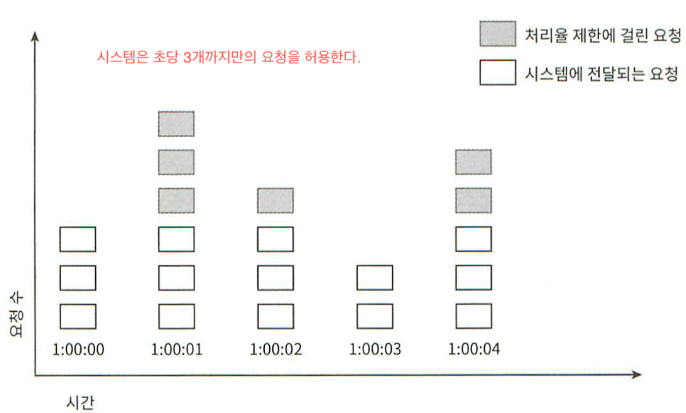 시스템은 초당 3개까지만의 요청을 허용한다.
처리율 제한에 걸린 요청
시스템에 전달되는 요청
요청 수
1:00:00 1:00:01 1:00:02 1:00:03 1:00:04
시간